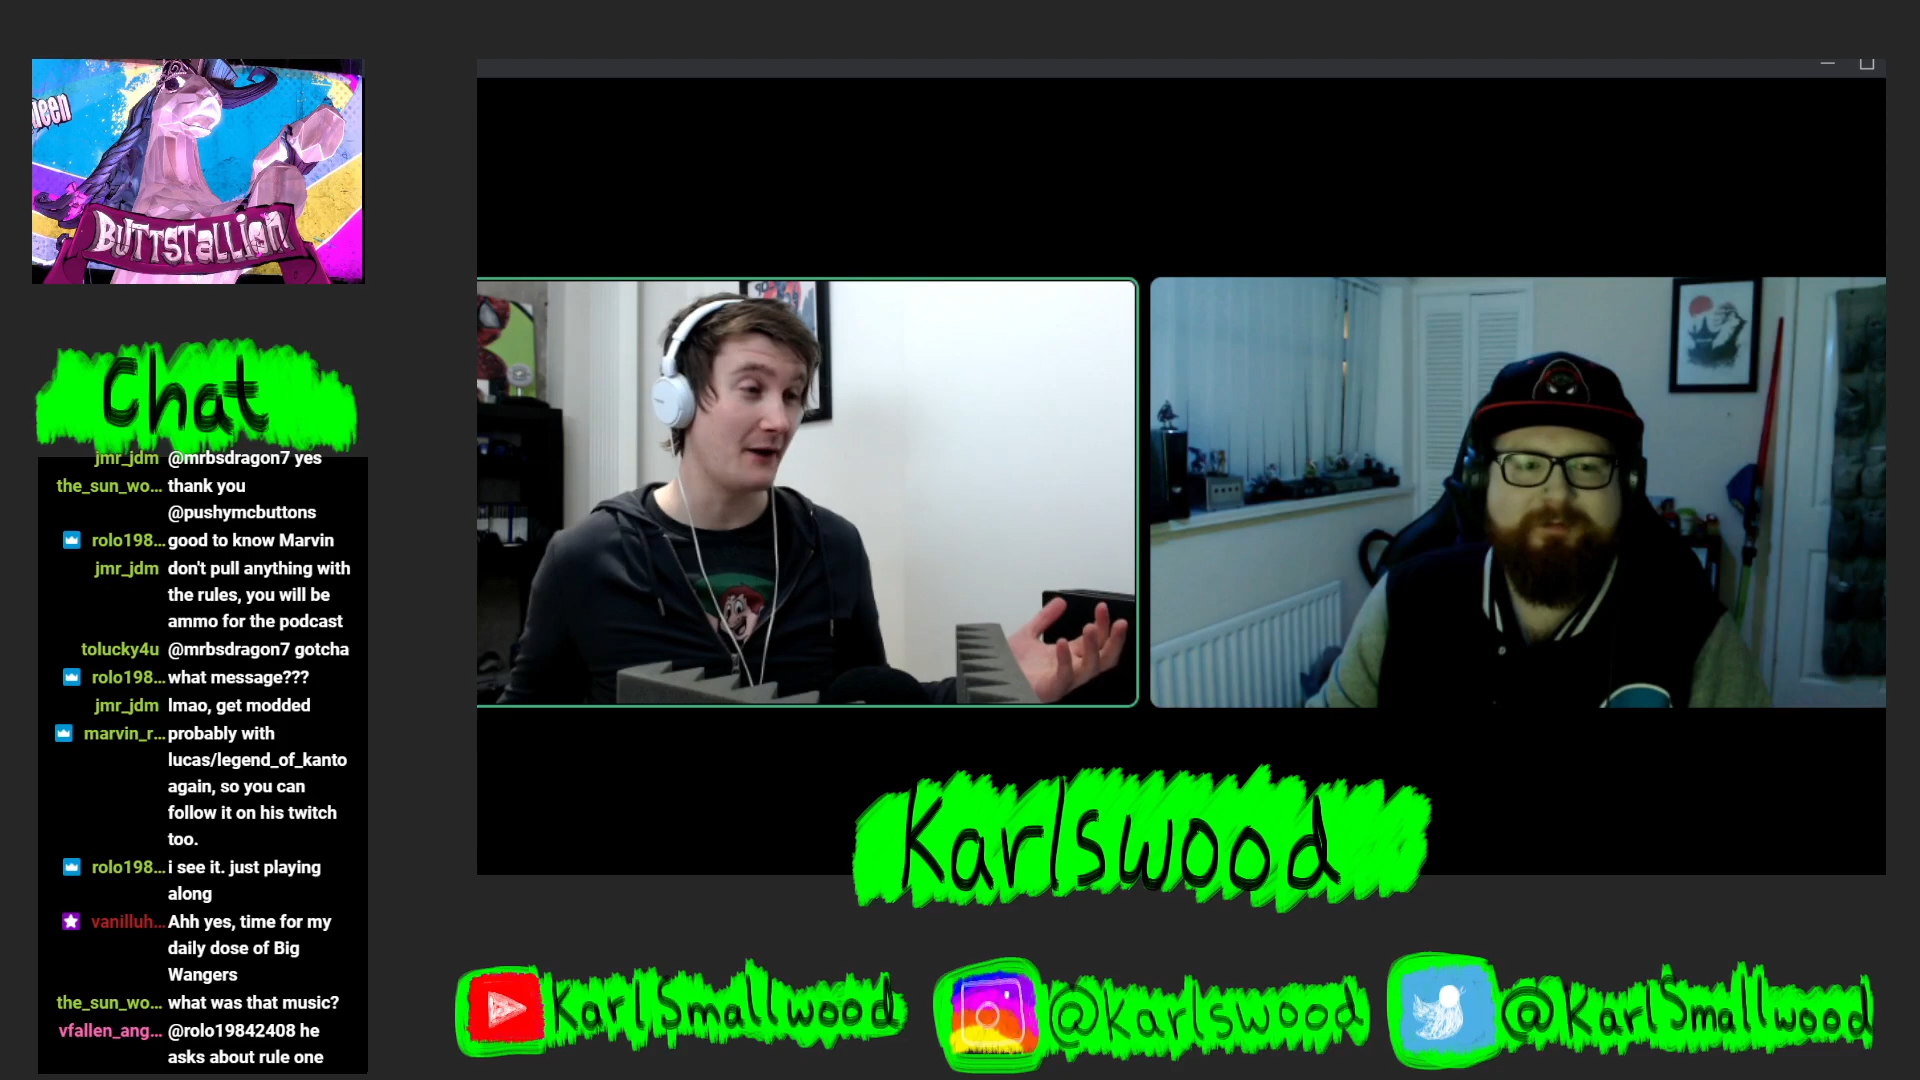 een
BUTTSTALLION
Chat
jmr_jdm @mrbsdragon7 yes
the_sun_wo... thank you
@pushymcbuttons
rolo198... good to know Marvin
jmr_jdm don't pull anything with
the rules, you will be
ammo for the podcast
tolucky4u @mrbsdragon7 gotcha
rolo198... what message???
jmr_jdm lmao, get modded
marvin_r... probably with
lucas/legend_of_kanto
again, so you can
follow it on his twitch
too.
rolo198... i see it. just playing
along
vanilluh... Ahh yes, time for my
daily dose of Big
Wangers
the_sun_wo... what was that music?
vfallen_ang... @rolo19842408 he
asks about rule one
Karlswood
KarlSmallwood
@Karlswood
@KarlSmallwood